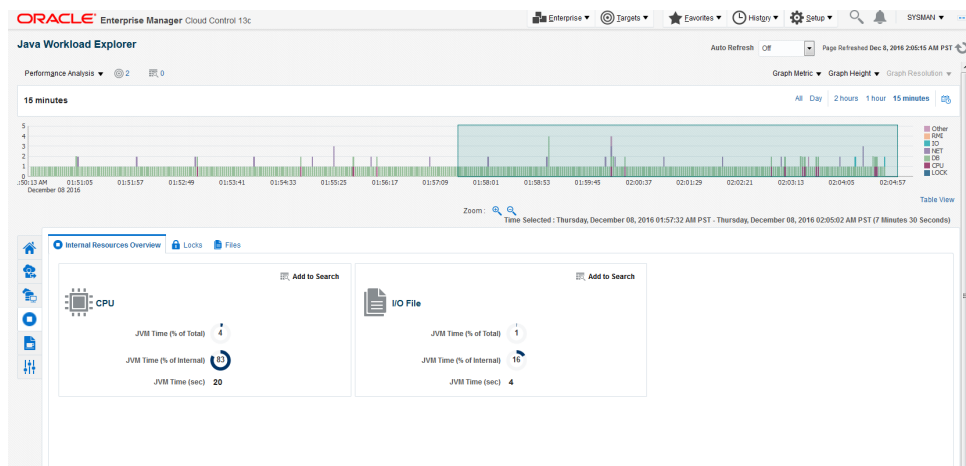 ORACLE Enterprise Manager Cloud Control 13c
Enterprise Targets Favorites History Setup SYSMAN
Java Workload Explorer
Auto Refresh Off Page Refreshed Dec 8, 2016 2:05:15 AM PST
Performance Analysis 2 0
Graph Metric Graph Height Graph Resolution
15 minutes
All Day 2 hours 1 hour 15 minutes
5
4
3
2
1
0
Other
RMI
IO
NET
DB
CPU
LOCK
:50:13 AM 01:51:05 01:51:57 01:52:49 01:53:41 01:54:33 01:55:25 01:56:17 01:57:09 01:58:01 01:58:53 01:59:45 02:00:37 02:01:29 02:02:21 02:03:13 02:04:05 02:04:57
December 08 2016
Table View
Zoom:
Time Selected : Thursday, December 08, 2016 01:57:32 AM PST - Thursday, December 08, 2016 02:05:02 AM PST (7 Minutes 30 Seconds)
Internal Resources Overview Locks Files
Add to Search
CPU
JVM Time (% of Total) 4
JVM Time (% of Internal) 83
JVM Time (sec) 20
Add to Search
I/O File
JVM Time (% of Total) 1
JVM Time (% of Internal) 16
JVM Time (sec) 4